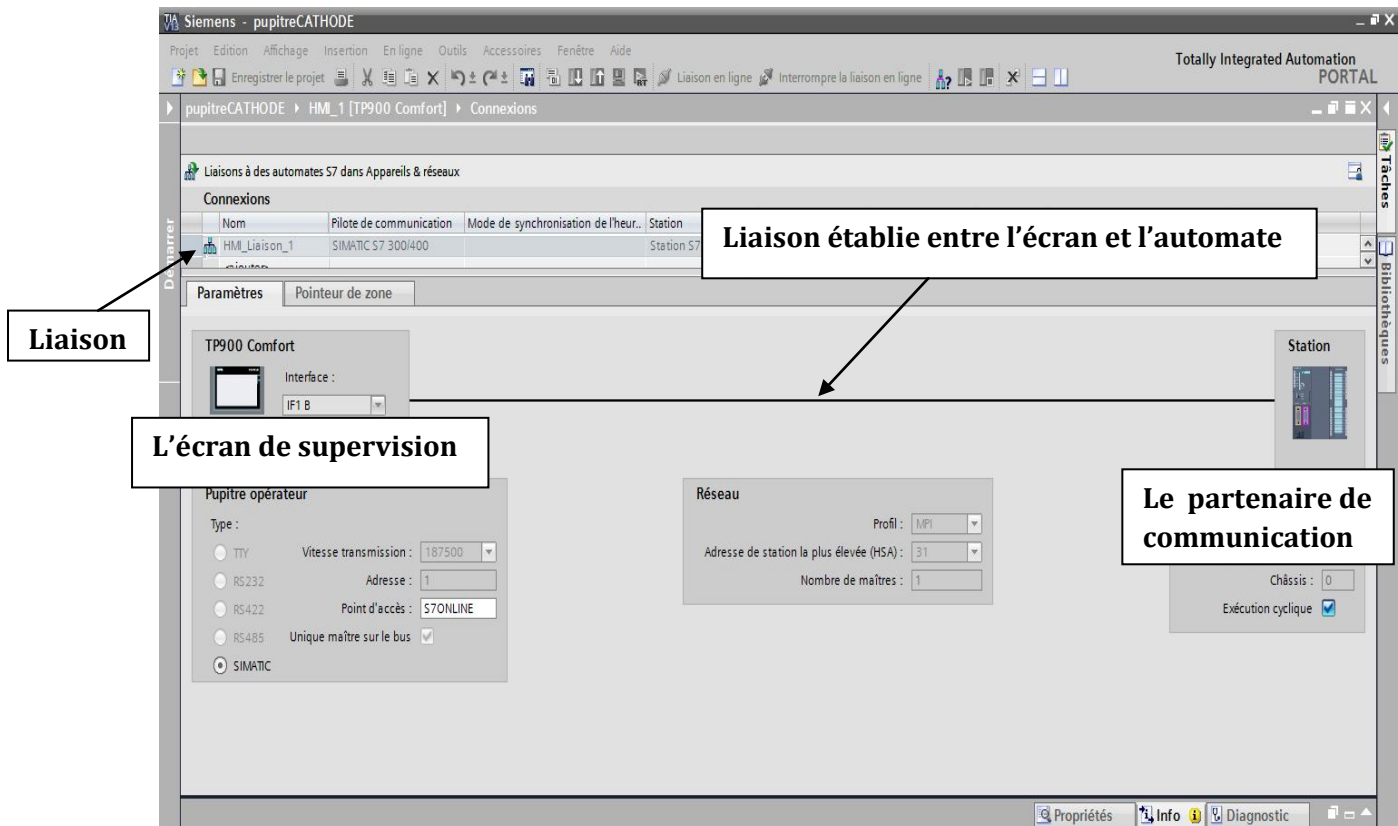 Siemens - pupitreCATHODE
Projet Edition Affichage Insertion En ligne Outils Accessoires Fenêtre Aide
Totally Integrated Automation
PORTAL
Enregistrer le projet
Liaison en ligne
Interrompre la liaison en ligne
pupitreCATHODE HMI_1 [TP900 Comfort] Connexions
Liaisons à des automates S7 dans Appareils & réseaux
Connexions
Nom Pilote de communication Mode de synchronisation de l'heur.. Station
HMI_Liaison_1 SIMATIC S7 300/400 Station S7
Liaison établie entre l'écran et l'automate
Démarrer
Tâches
Bibliothèques
Paramètres Pointeur de zone
Liaison
TP900 Comfort
Interface :
IF1 B
Station
L'écran de supervision
Le partenaire de
communication
Pupitre opérateur
Type :
TTY
RS232
RS422
RS485
SIMATIC
Vitesse transmission : 187500
Adresse : 1
Point d'accès : S7ONLINE
Unique maître sur le bus
Réseau
Profil : MPI
Adresse de station la plus élevée (HSA) : 31
Nombre de maîtres : 1
Châssis : 0
Exécution cyclique
Propriétés Info Diagnostic